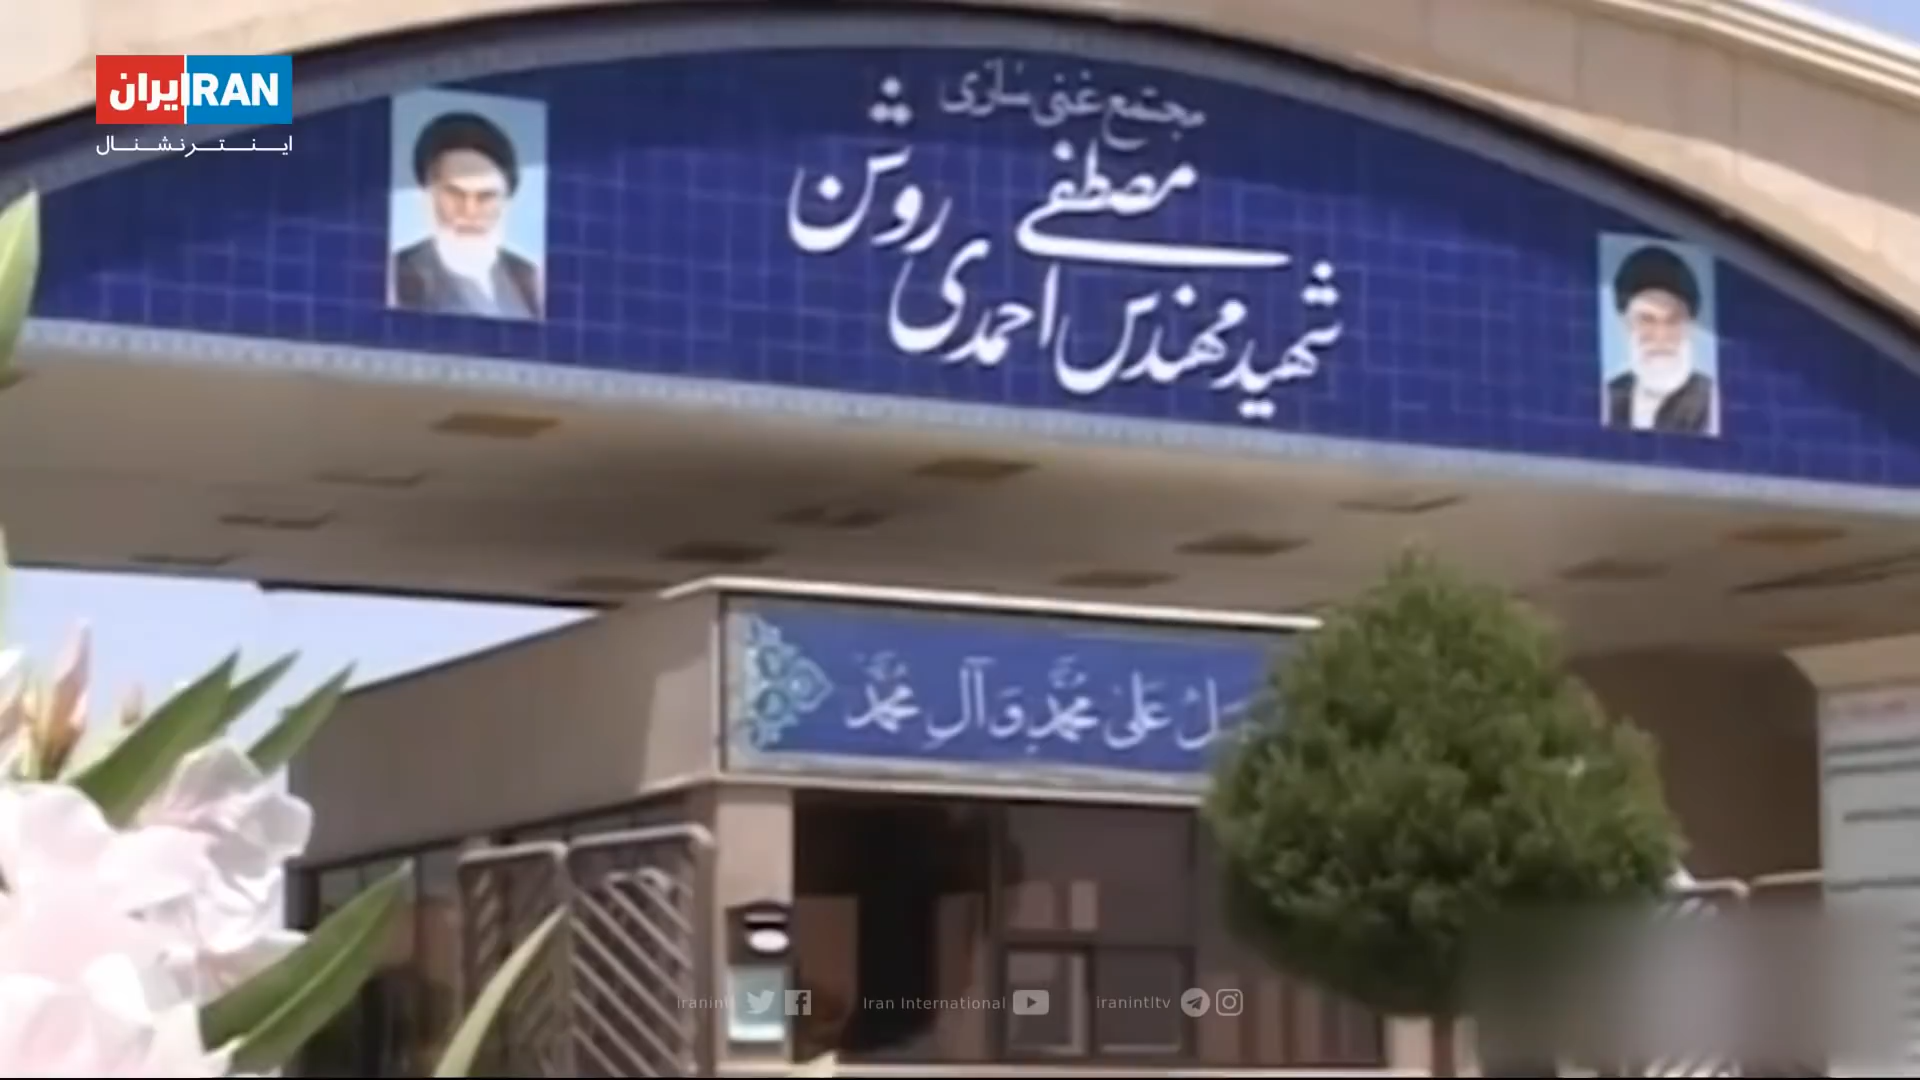 ایران IRAN
اینترنشنال
مجتمع غنی سازی
شهید مهندس مصطفی احمدی روشن
صل علی محمد و آل محمد
iranintl
Iran International
iranintltv